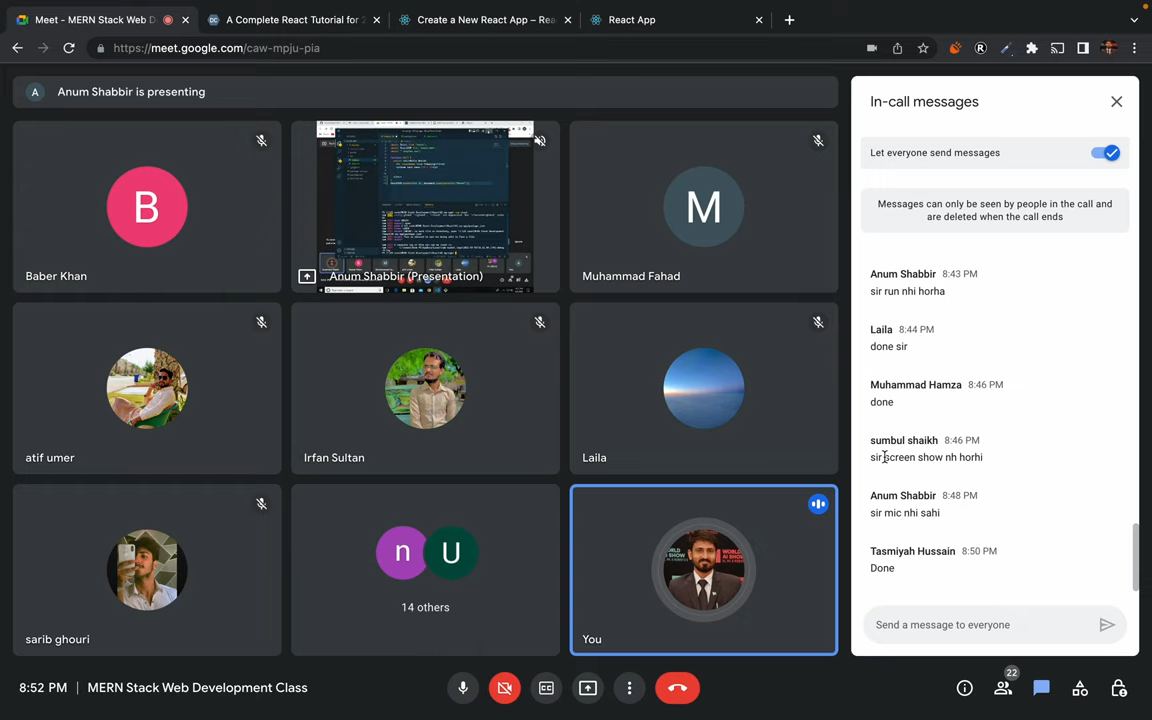 Meet - MERN Stack Web D
A Complete React Tutorial for 2
Create a New React App – Rea
React App
https://meet.google.com/caw-mpju-pia
A
Anum Shabbir is presenting
B
Baber Khan
Anum Shabbir (Presentation)
M
Muhammad Fahad
atif umer
Irfan Sultan
Laila
sarib ghouri
n U
14 others
You
In-call messages
Let everyone send messages
Messages can only be seen by people in the call and
are deleted when the call ends
Anum Shabbir 8:43 PM
sir run nhi horha
Laila 8:44 PM
done sir
Muhammad Hamza 8:46 PM
done
sumbul shaikh 8:46 PM
sir screen show nh horhi
Anum Shabbir 8:48 PM
sir mic nhi sahi
Tasmiyah Hussain 8:50 PM
Done
Send a message to everyone
8:52 PM | MERN Stack Web Development Class
22